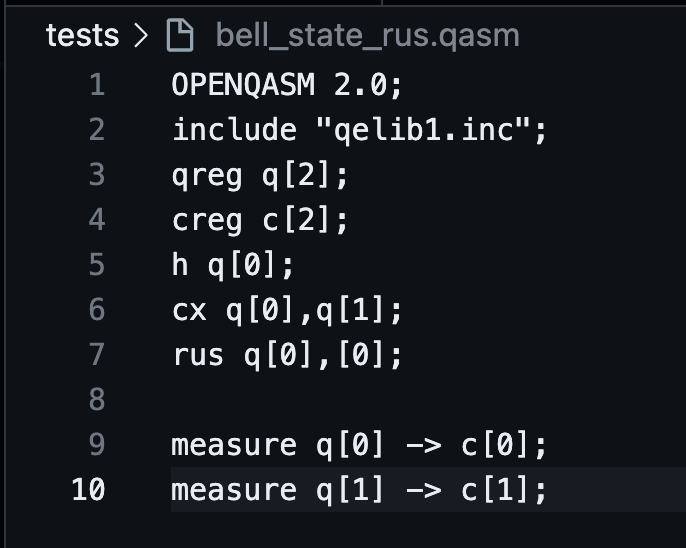 tests > bell_state_rus.qasm
1 OPENQASM 2.0;
2 include "qelib1.inc";
3 qreg q[2];
4 creg c[2];
5 h q[0];
6 cx q[0],q[1];
7 rus q[0],[0];
8
9 measure q[0] -> c[0];
10 measure q[1] -> c[1];